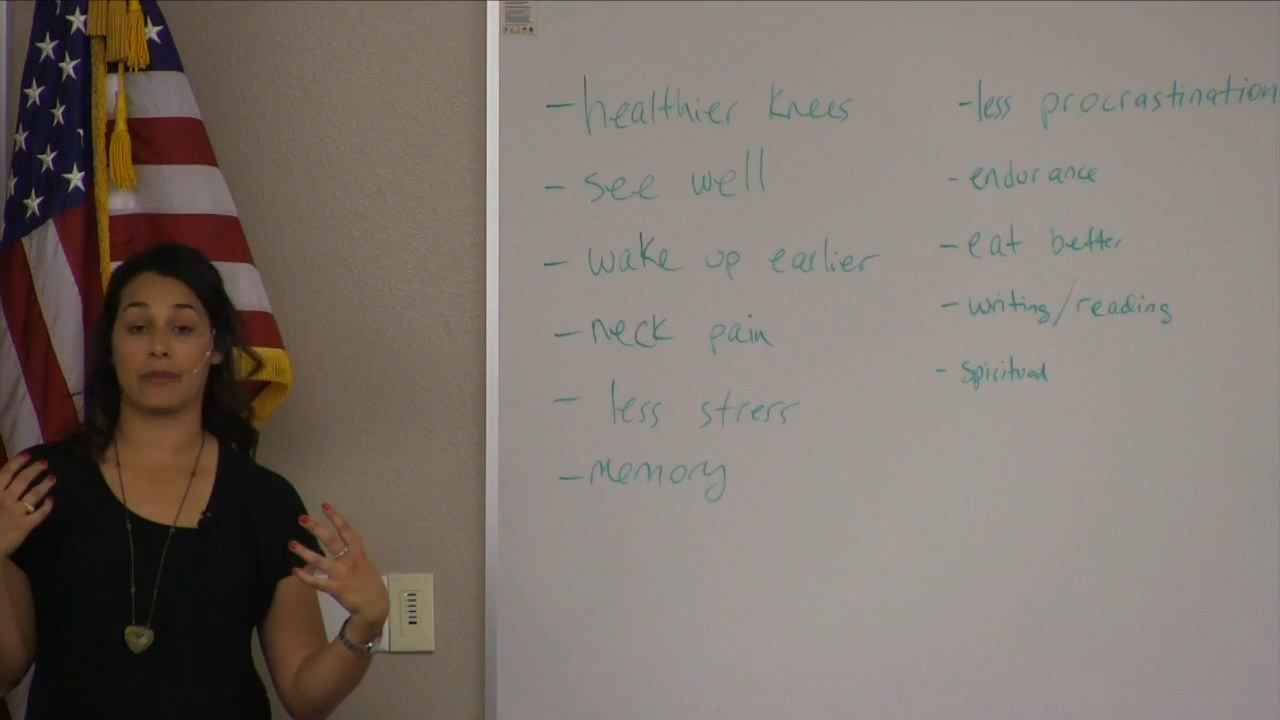 - healthier knees
- see well
- wake up earlier
- neck pain
- less stress
- memory
- less procrastination
- endurance
- eat better
- writing/reading
- spiritual